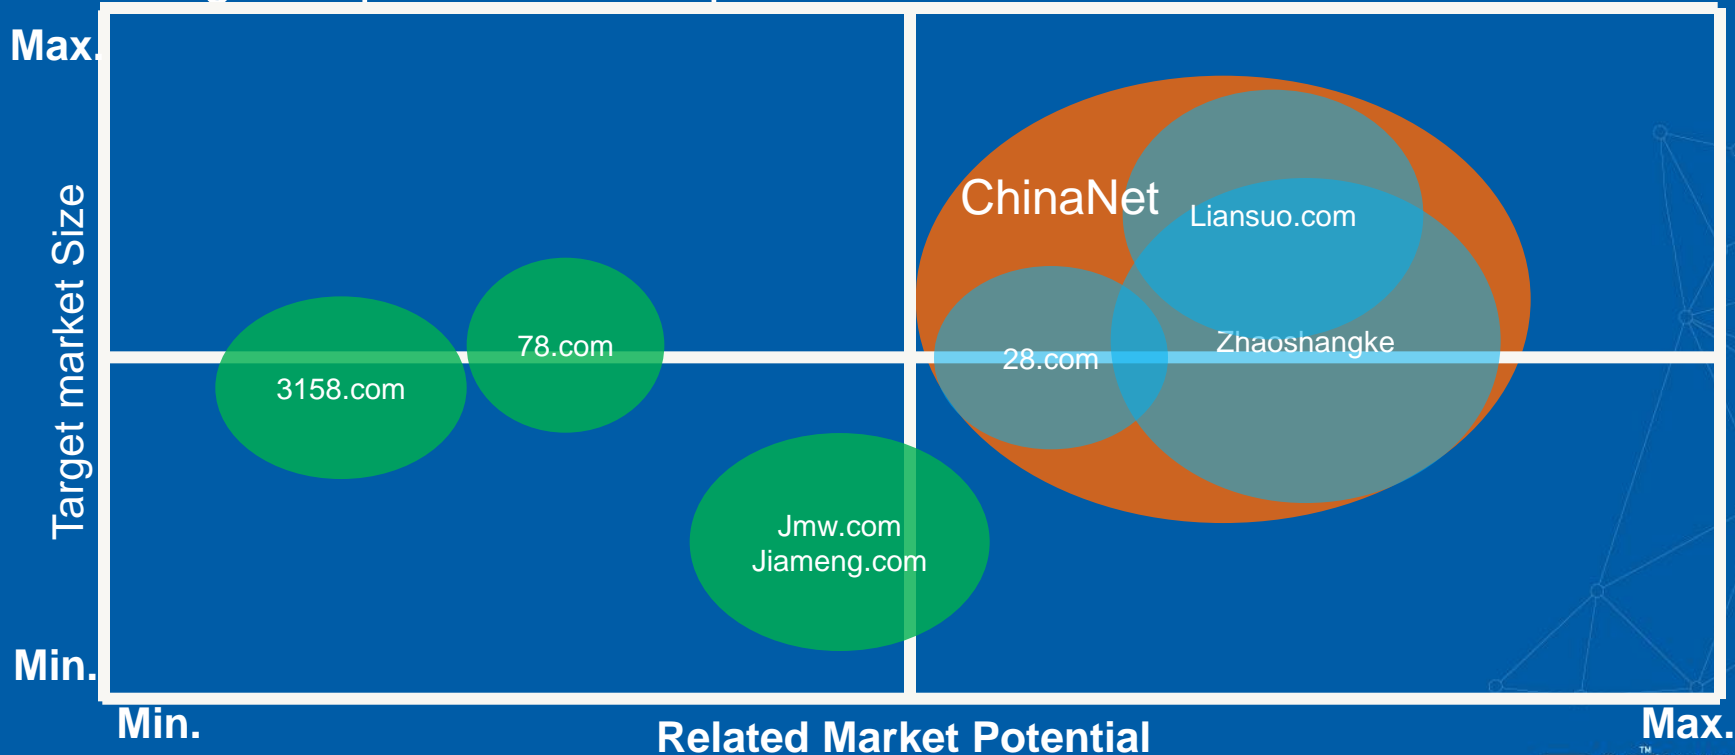 Max.
ChinaNet
Liansuo.com
Target market Size
78.com
Zhaoshangke
28.com
3158.com
Jmw.com
Jiameng.com
Min.
Min.
Related Market Potential
Max.
TM